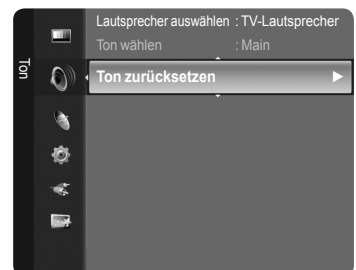 Ton
Lautsprecher auswählen : TV-Lautsprecher
Ton wählen : Main
Ton zurücksetzen